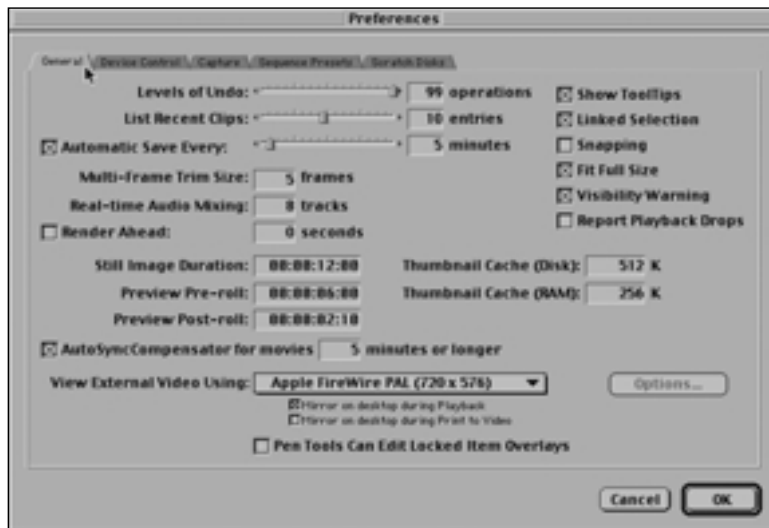 Preferences
General Device Control Capture Sequence Presets Scratch Disks
Levels of Undo: 99 operations
Show ToolTips
List Recent Clips: 10 entries
Linked Selection
Automatic Save Every: 5 minutes
Snapping
Multi-Frame Trim Size: 5 frames
Fit Full Size
Real-time Audio Mixing: 8 tracks
Visibility Warning
Render Ahead: 0 seconds
Report Playback Drops
Still Image Duration: 00:00:12:00
Thumbnail Cache (Disk): 512 K
Preview Pre-roll: 00:00:06:00
Thumbnail Cache (RAM): 256 K
Preview Post-roll: 00:00:02:10
AutoSyncCompensator for movies 5 minutes or longer
View External Video Using: Apple FireWire PAL (720 x 576) Options...
Mirror on desktop during Playback
Mirror on desktop during Print to Video
Pen Tools Can Edit Locked Item Overlays
Cancel OK